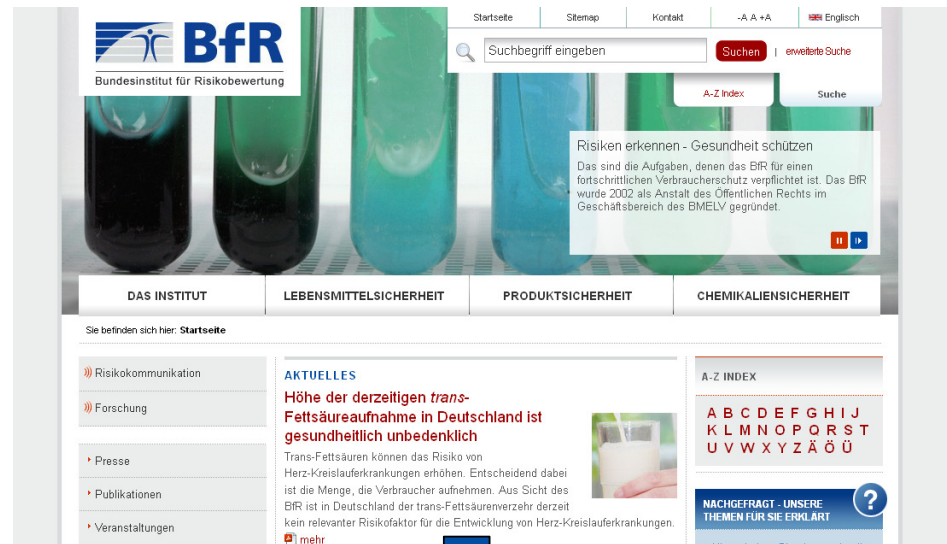 Startseite
Sitemap
Kontakt
-A A +A
Englisch
BfR
Bundesinstitut für Risikobewertung
Suchbegriff eingeben
Suchen | erweiterte Suche
A-Z Index
Suche
Risiken erkennen - Gesundheit schützen
Das sind die Aufgaben, denen das BfR für einen
fortschrittlichen Verbraucherschutz verpflichtet ist. Das BfR
wurde 2002 als Anstalt des Öffentlichen Rechts im
Geschäftsbereich des BMELV gegründet.
DAS INSTITUT
LEBENSMITTELSICHERHEIT
PRODUKTSICHERHEIT
CHEMIKALIENSICHERHEIT
Sie befinden sich hier: Startseite
Risikokommunikation
Forschung
Presse
Publikationen
Veranstaltungen
AKTUELLES
Höhe der derzeitigen trans-
Fettsäureaufnahme in Deutschland ist
gesundheitlich unbedenklich
Trans-Fettsäuren können das Risiko von
Herz-Kreislauferkrankungen erhöhen. Entscheidend dabei
ist die Menge, die Verbraucher aufnehmen. Aus Sicht des
BfR ist in Deutschland der trans-Fettsäurenverzehr derzeit
kein relevanter Risikofaktor für die Entwicklung von Herz-Kreislauferkrankungen.
mehr
A-Z INDEX
A B C D E F G H I J
K L M N O P Q R S T
U V W X Y Z Ä Ö Ü
NACHGEFRAGT - UNSERE
THEMEN FÜR SIE ERKLÄRT
?